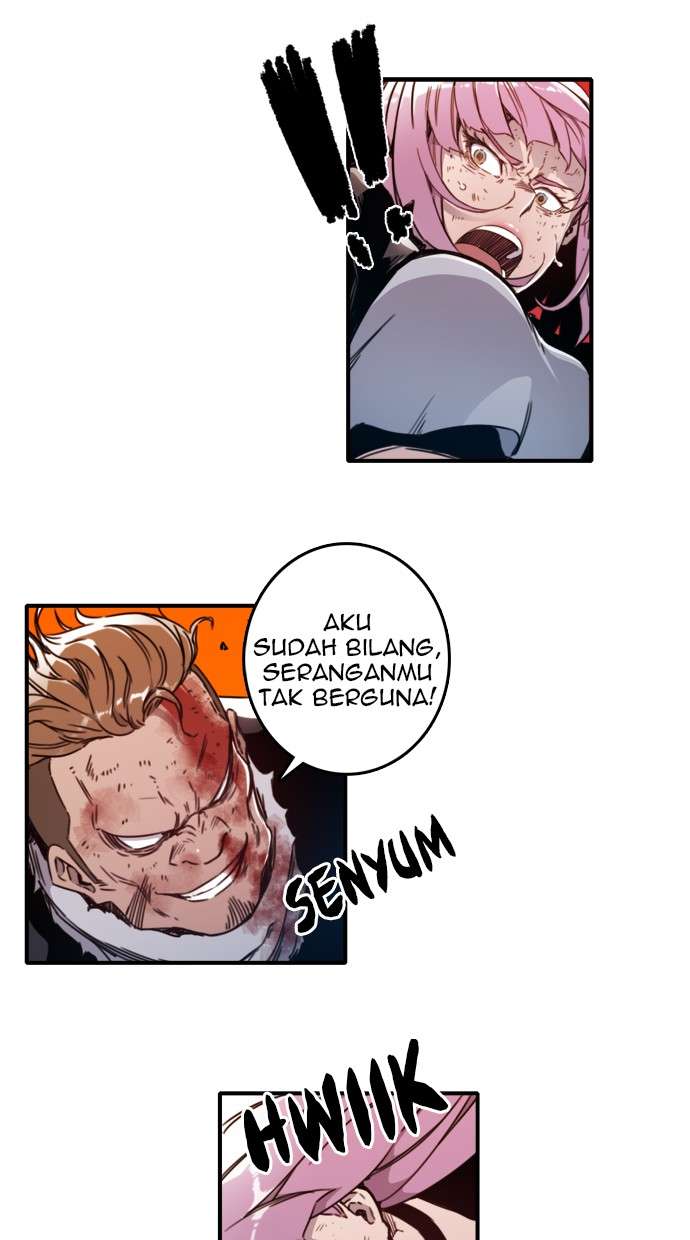 !!
AKU
SUDAH BILANG,
SERANGANMU
TAK BERGUNA!
SENYUM
HWIIK